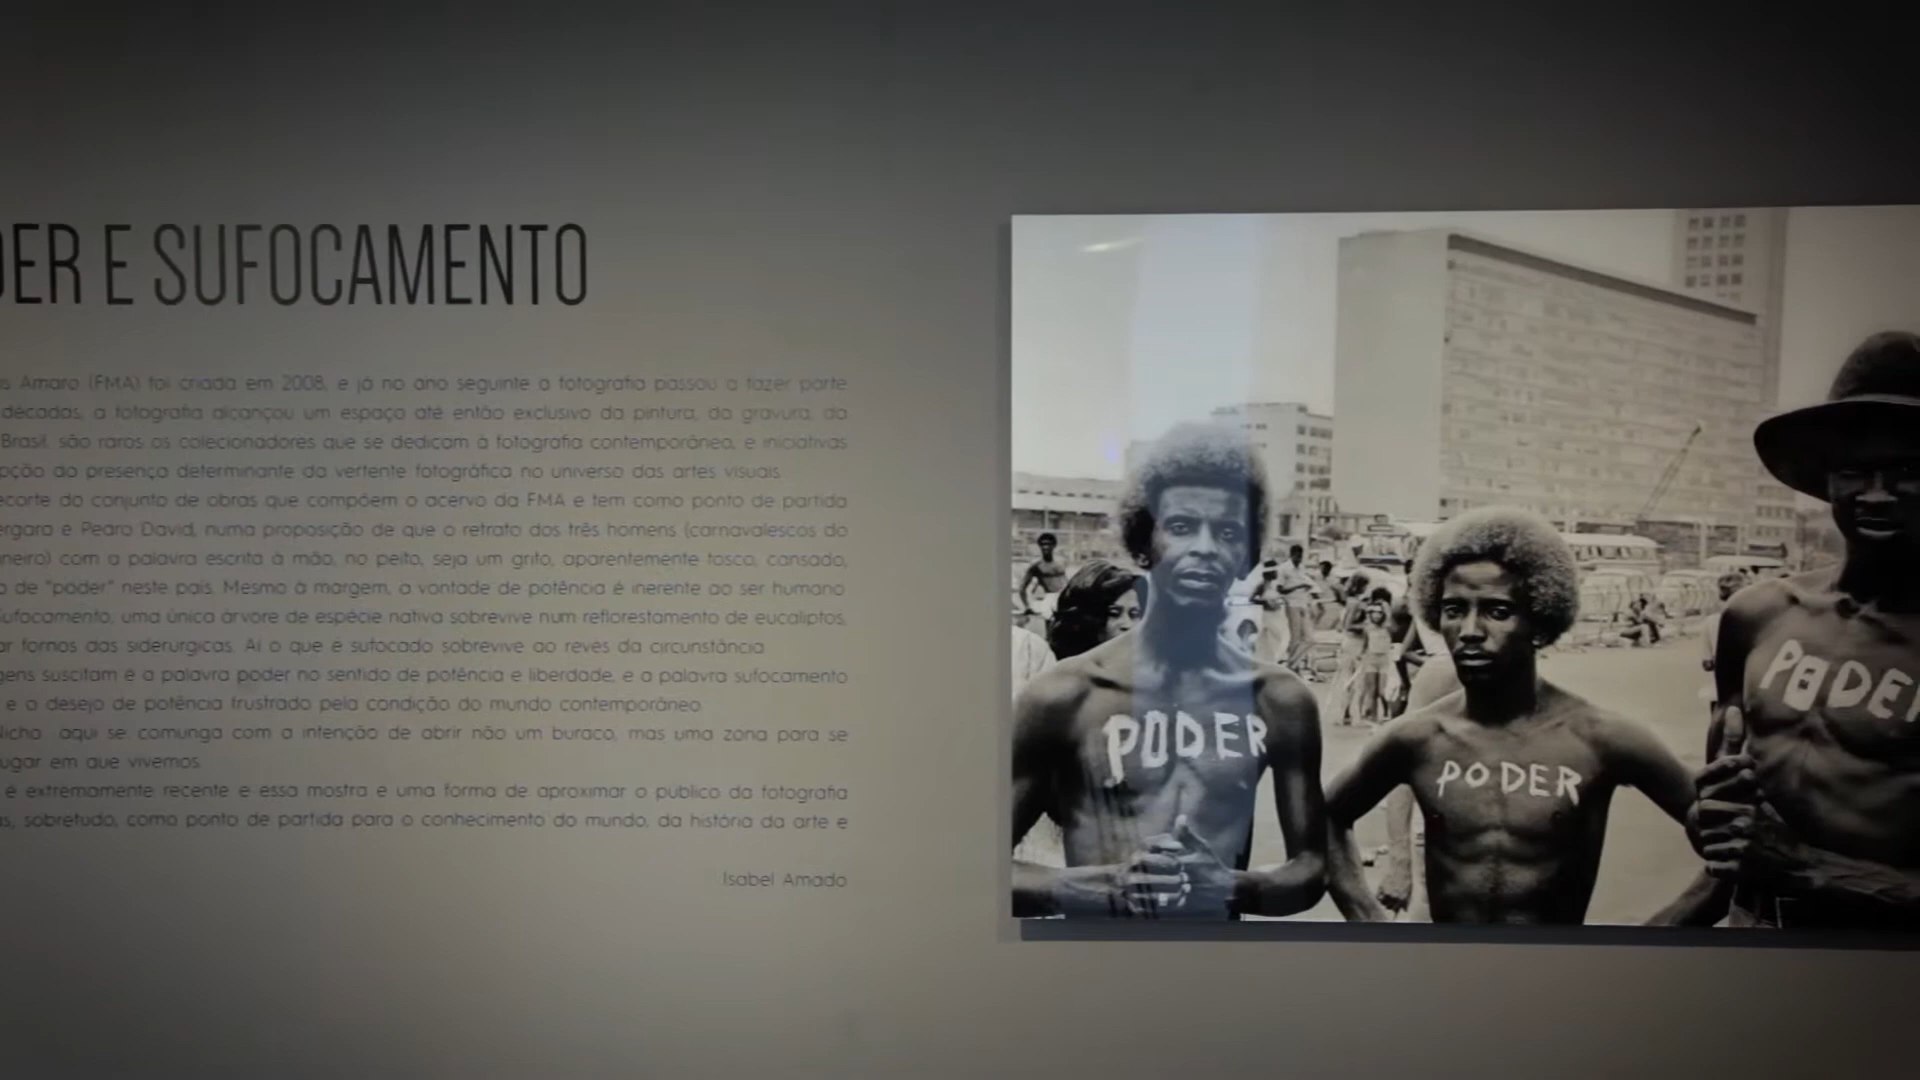 DER E SUFOCAMENTO
is Amaro (FMA) foi criada em 2008, e já no ano seguinte a fotografia passou a fazer parte
décadas, a fotografia alcançou um espaço até então exclusivo da pintura, da gravura, da
Brasil, são raros os colecionadores que se dedicam à fotografia contemporânea, e iniciativas
pção da presença determinante da vertente fotográfica no universo das artes visuais.
ecorte do conjunto de obras que compõem o acervo da FMA e tem como ponto de partida
ergara e Pedro David, numa proposição de que o retrato dos três homens (carnavalescos do
neiro) com a palavra escrita à mão, no peito, seja um grito, aparentemente tosco, cansado,
o de "poder" neste país. Mesmo à margem, a vontade de potência é inerente ao ser humano
ufocamento, uma única árvore de espécie nativa sobrevive num reflorestamento de eucaliptos,
ar fornos das siderúrgicas. Aí o que é sufocado sobrevive ao revés da circunstância
gens suscitam é a palavra poder no sentido de potência e liberdade, e a palavra sufocamento
e o desejo de potência frustrado pela condição do mundo contemporâneo.
licha aqui se comunga com a intenção de abrir não um buraco, mas uma zona para se
ugar em que vivemos.
é extremamente recente e essa mostra é uma forma de aproximar o público da fotografia
as, sobretudo, como ponto de partida para o conhecimento do mundo, da história da arte e
Isabel Amado
PODER
PODER
PODER